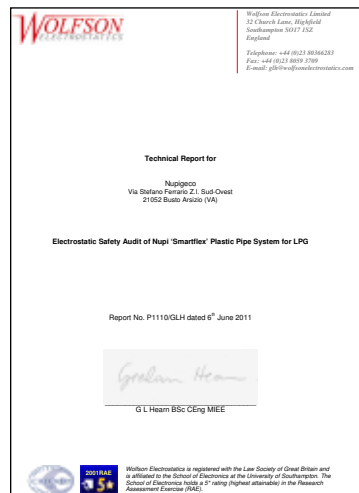 WOLFSON
ELECTROSTATICS
Wolfson Electrostatics Limited
32 Church Lane, Highfield
Southampton SO17 1SZ
England
Telephone: +44 (0)23 80366283
Fax: +44 (0)23 8059 3709
E-mail: glh@wolfsonelectrostatics.com
Technical Report for
Nupigeco
Via Stefano Ferrario Z.I. Sud-Ovest
21052 Busto Arsizio (VA)
Electrostatic Safety Audit of Nupi ‘Smartflex’ Plastic Pipe System for LPG
Report No. P1110/GLH dated 6th June 2011
Graham Hearn
G L Hearn BSc CEng MIEE
2001RAE
5*
Wolfson Electrostatics is registered with the Law Society of Great Britain and
is affiliated to the School of Electronics at the University of Southampton. The
School of Electronics holds a 5* rating (highest attainable) in the Research
Assessment Exercise (RAE).